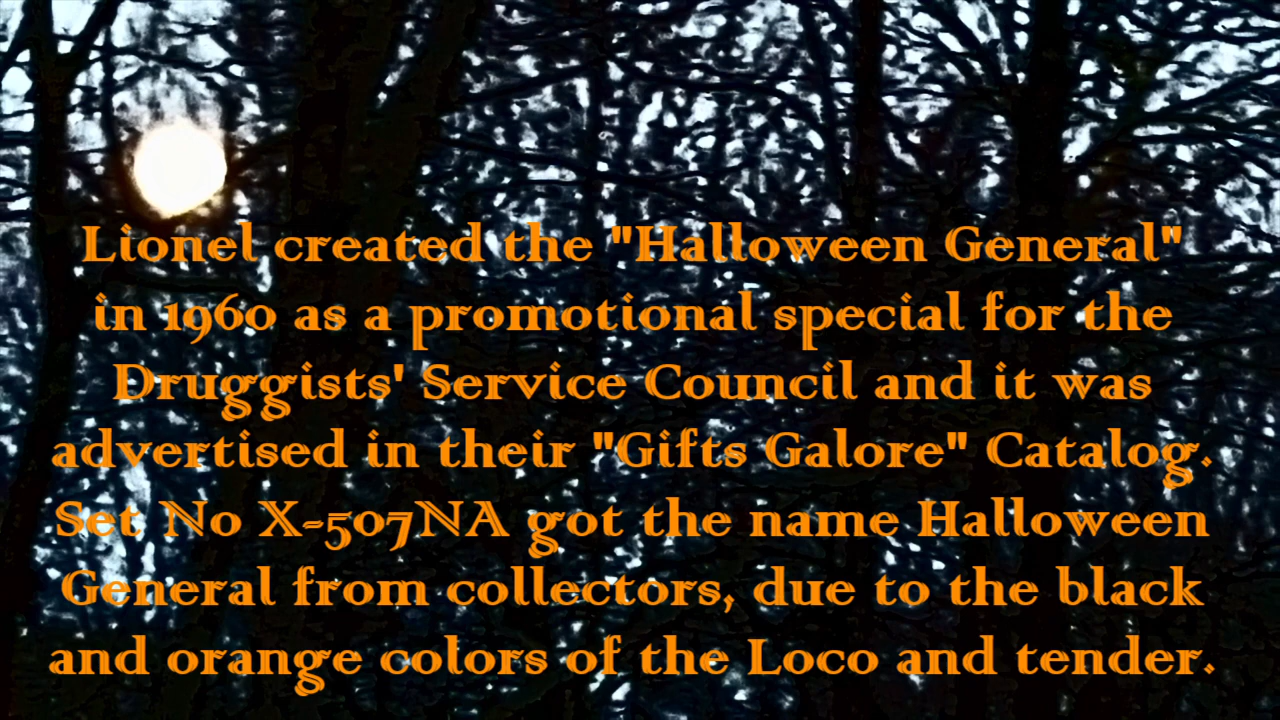 Lionel created the "Halloween General"
in 1960 as a promotional special for the
Druggists' Service Council and it was
advertised in their "Gifts Galore" Catalog.
Set No X-507NA got the name Halloween
General from collectors, due to the black
and orange colors of the Loco and tender.